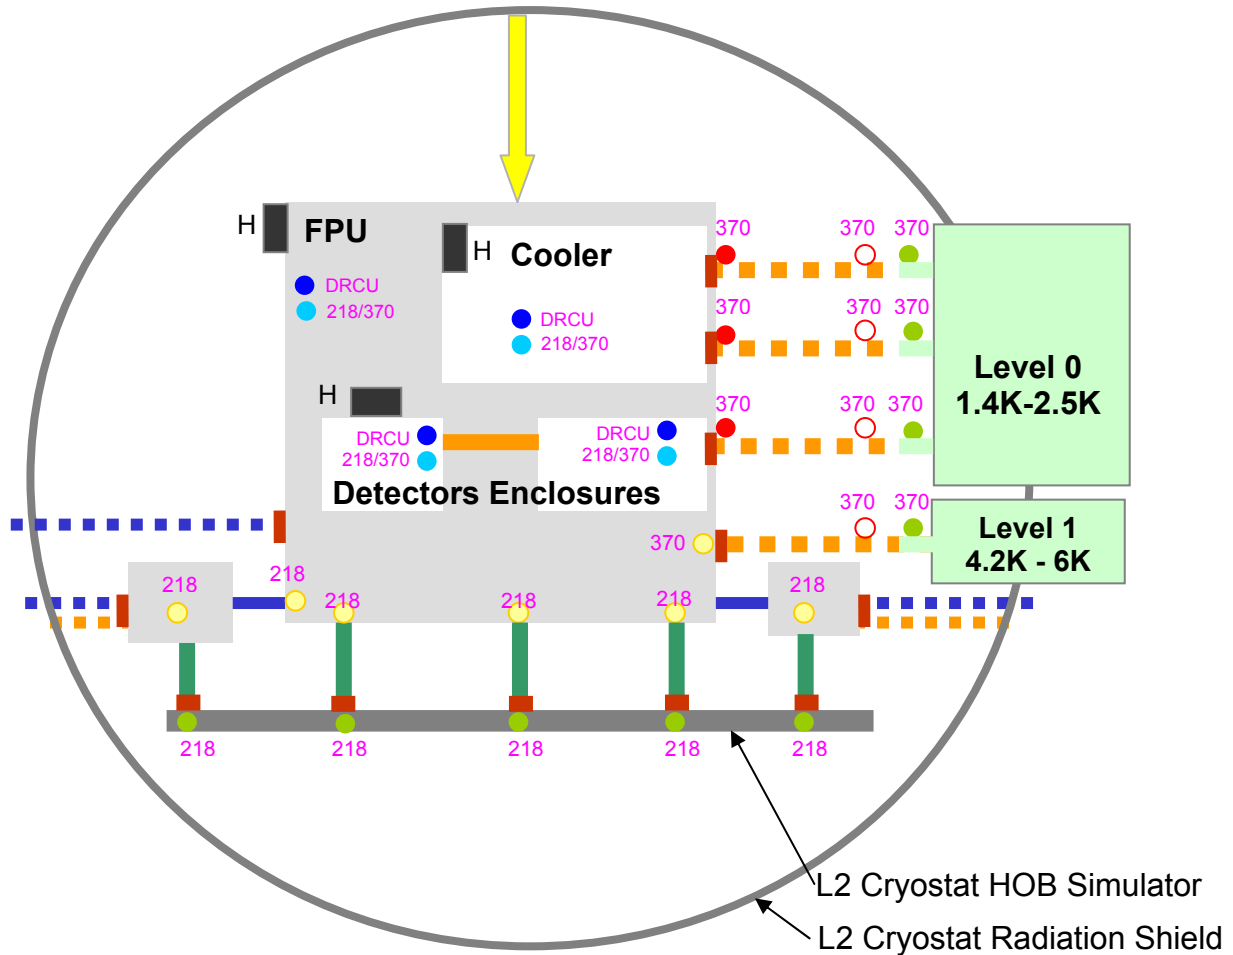 H
FPU
H
Cooler
DRCU
218/370
DRCU
218/370
H
DRCU
218/370
DRCU
218/370
Detectors Enclosures
370
370
370
370
370
370
370
370
370
370
370
370
Level 0
1.4K-2.5K
Level 1
4.2K - 6K
218
218
218
218
218
218
218
218
218
218
218
L2 Cryostat HOB Simulator
L2 Cryostat Radiation Shield